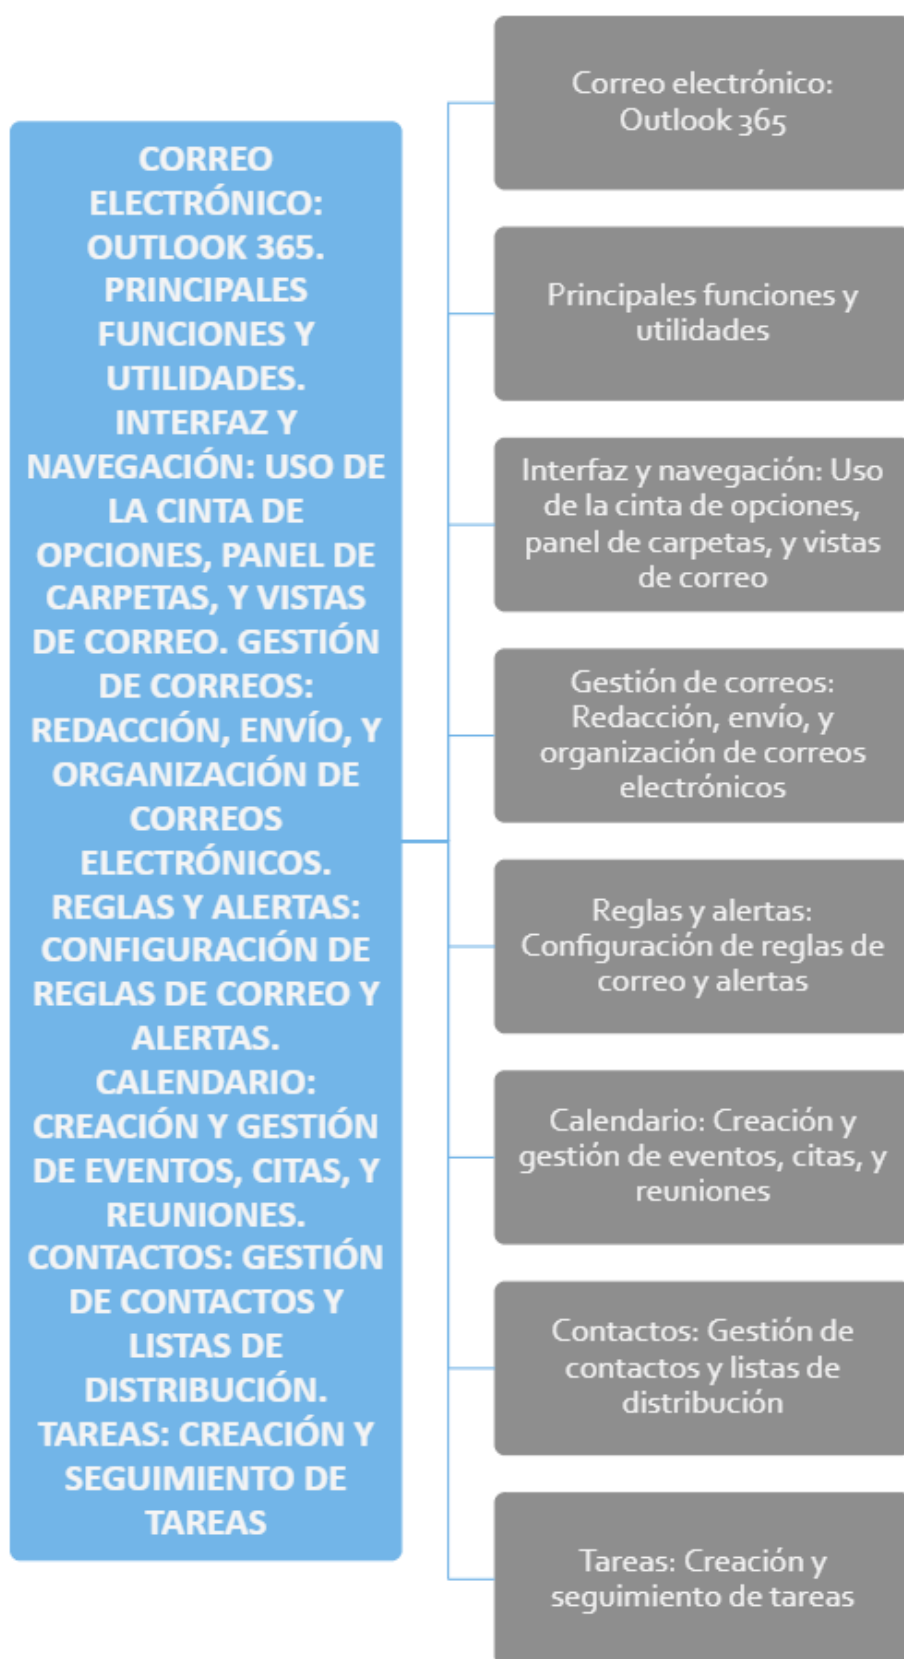 CORREO
ELECTRÓNICO:
OUTLOOK 365.
PRINCIPALES
FUNCIONES Y
UTILIDADES.
INTERFAZ Y
NAVEGACIÓN: USO DE
LA CINTA DE
OPCIONES, PANEL DE
CARPETAS, Y VISTAS
DE CORREO. GESTIÓN
DE CORREOS:
REDACCIÓN, ENVÍO, Y
ORGANIZACIÓN DE
CORREOS
ELECTRÓNICOS.
REGLAS Y ALERTAS:
CONFIGURACIÓN DE
REGLAS DE CORREO Y
ALERTAS.
CALENDARIO:
CREACIÓN Y GESTIÓN
DE EVENTOS, CITAS, Y
REUNIONES.
CONTACTOS: GESTIÓN
DE CONTACTOS Y
LISTAS DE
DISTRIBUCIÓN.
TAREAS: CREACIÓN Y
SEGUIMIENTO DE
TAREAS
Correo electrónico:
Outlook 365
Principales funciones y
utilidades
Interfaz y navegación: Uso
de la cinta de opciones,
panel de carpetas, y vistas
de correo
Gestión de correos:
Redacción, envío, y
organización de correos
electrónicos
Reglas y alertas:
Configuración de reglas de
correo y alertas
Calendario: Creación y
gestión de eventos, citas, y
reuniones
Contactos: Gestión de
contactos y listas de
distribución
Tareas: Creación y
seguimiento de tareas